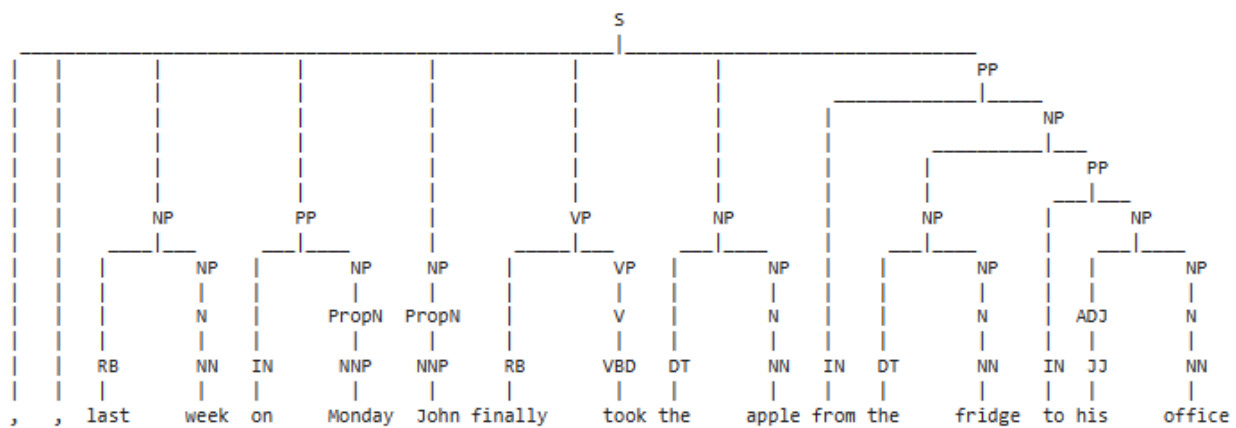 S
PP
NP
PP
NP PP VP NP NP NP
NP NP NP VP NP NP NP
N PropN PropN V N N ADJ N
RB NN IN NNP NNP RB VBD DT NN IN DT NN IN JJ NN
, , last week on Monday John finally took the apple from the fridge to his office